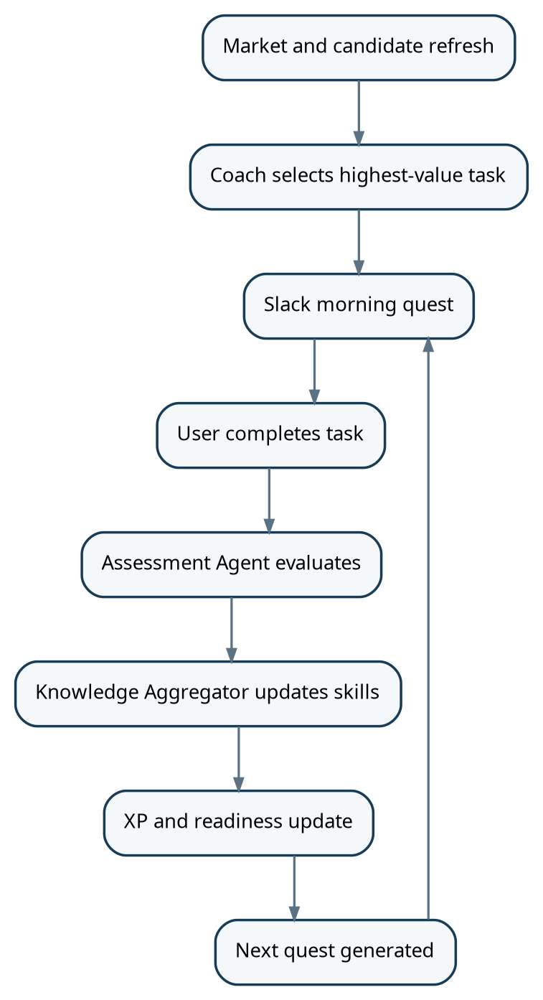 Market and candidate refresh
Coach selects highest-value task
Slack morning quest
User completes task
Assessment Agent evaluates
Knowledge Aggregator updates skills
XP and readiness update
Next quest generated